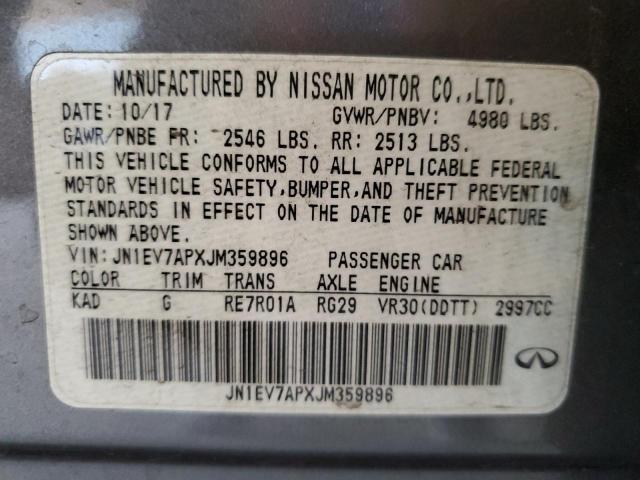 MANUFACTURED BY NISSAN MOTOR CO.,LTD.
DATE: 10/17 GVWR/PNBV: 4980 LBS.
GAWR/PNBE FR: 2546 LBS. RR: 2513 LBS.
THIS VEHICLE CONFORMS TO ALL APPLICABLE FEDERAL
MOTOR VEHICLE SAFETY,BUMPER,AND THEFT PREVENTION
STANDARDS IN EFFECT ON THE DATE OF MANUFACTURE
SHOWN ABOVE.
VIN: JN1EV7APXJM359896 PASSENGER CAR
COLOR TRIM TRANS AXLE ENGINE
KAD G RE7R01A RG29 VR30(DDTT) 2997CC
JN1EV7APXJM359896